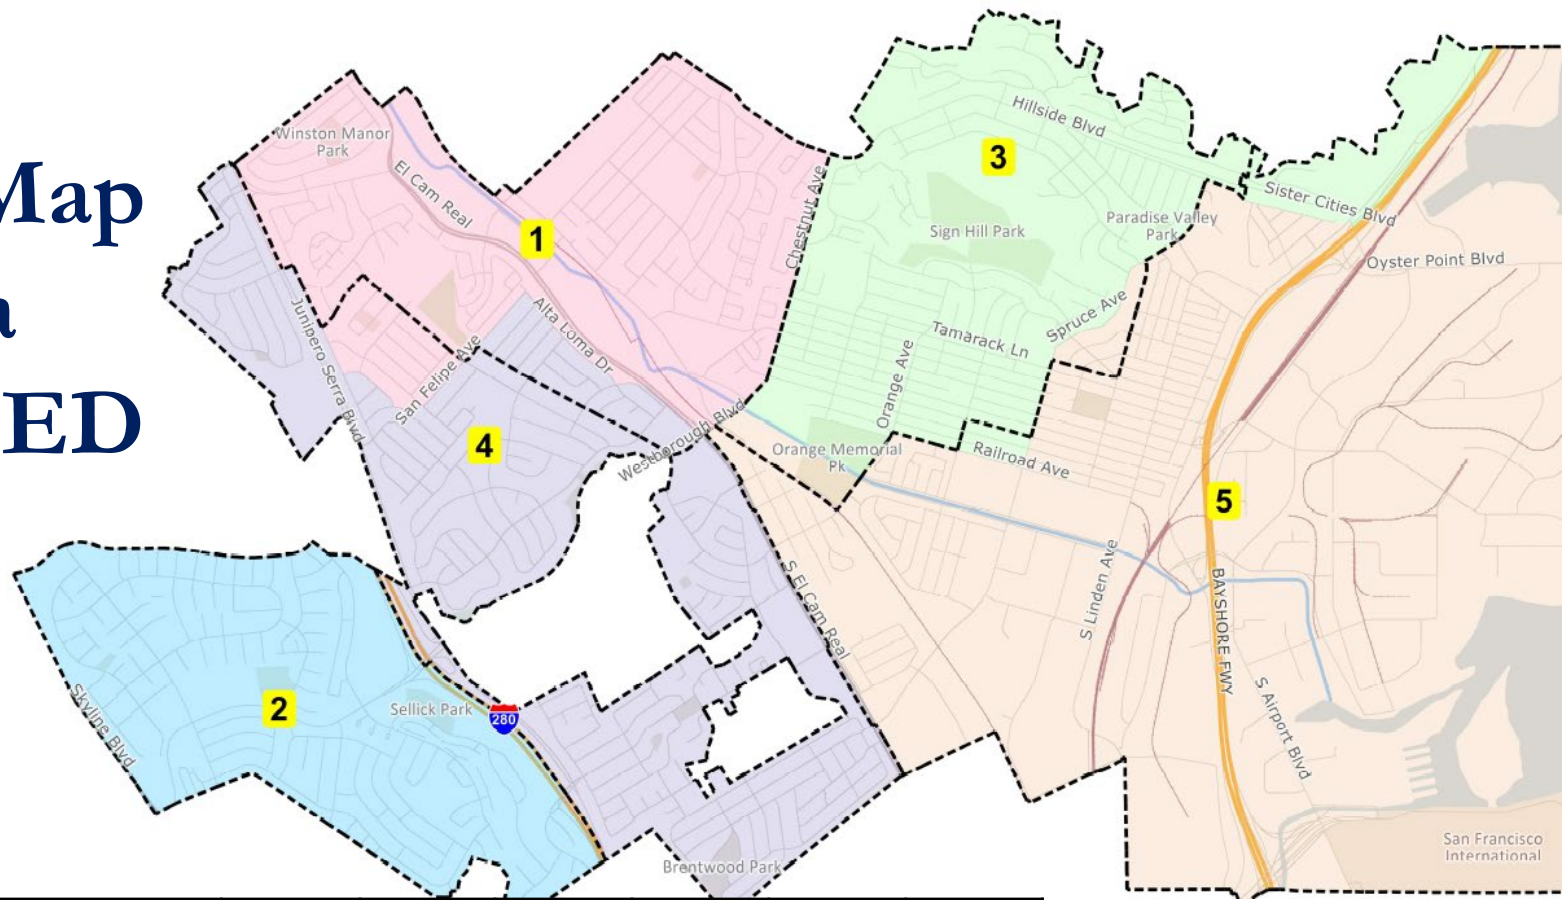 Map
a
ED
Winston Manor
Park
El Cam Real
1
Chestnut Ave
Hillside Blvd
3
Sign Hill Park
Paradise Valley
Park
Sister Cities Blvd
Oyster Point Blvd
Junibero Serra Blvd
San Felipe Ave
Alta Loma Dr
Tamarack Ln
Spruce Ave
Orange Ave
4
Westborough Blvd
Orange Memorial
Pk
Railroad Ave
5
S Linden Ave
BAYSHORE FWY
S El Cam Real
S Airport Blvd
2
Skyline Blvd
Sellick Park
280
Brentwood Park
San Francisco
International